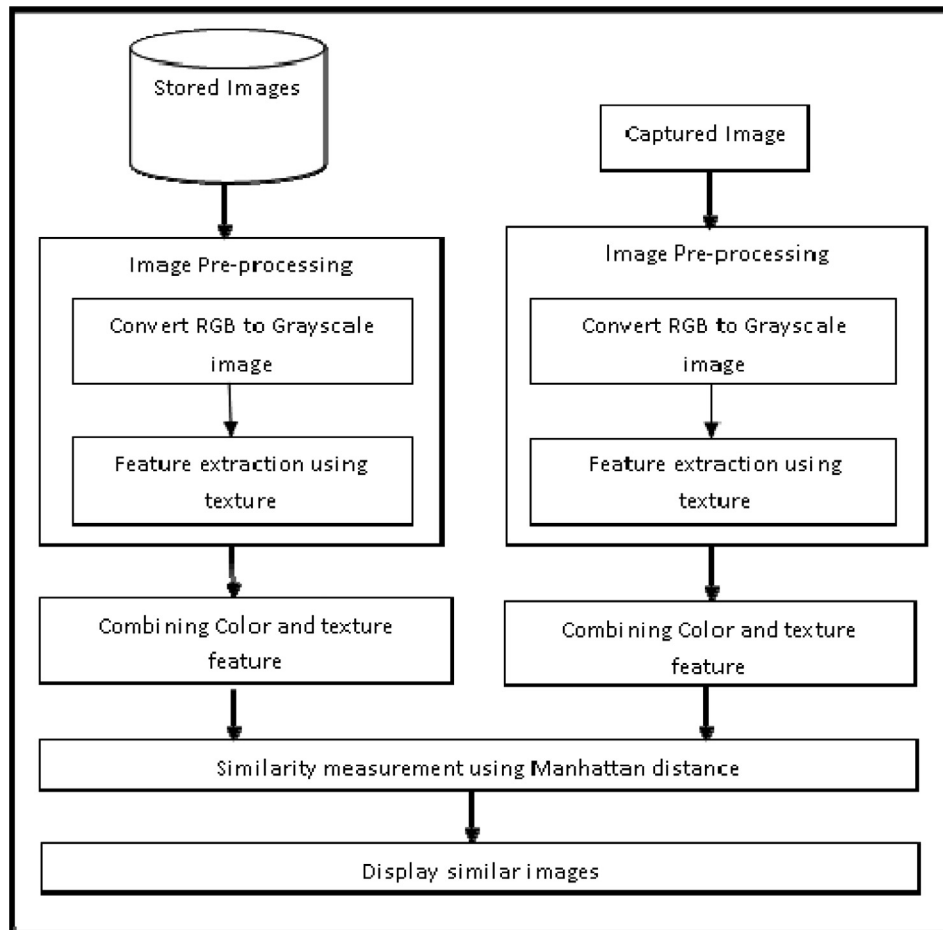 Stored Images
Image Pre-processing
Convert RGB to Grayscale
image
Feature extraction using
texture
Combining Color and texture
feature
Captured Image
Image Pre-processing
Convert RGB to Grayscale
image
Feature extraction using
texture
Combining Color and texture
feature
Similarity measurement using Manhattan distance
Display similar images